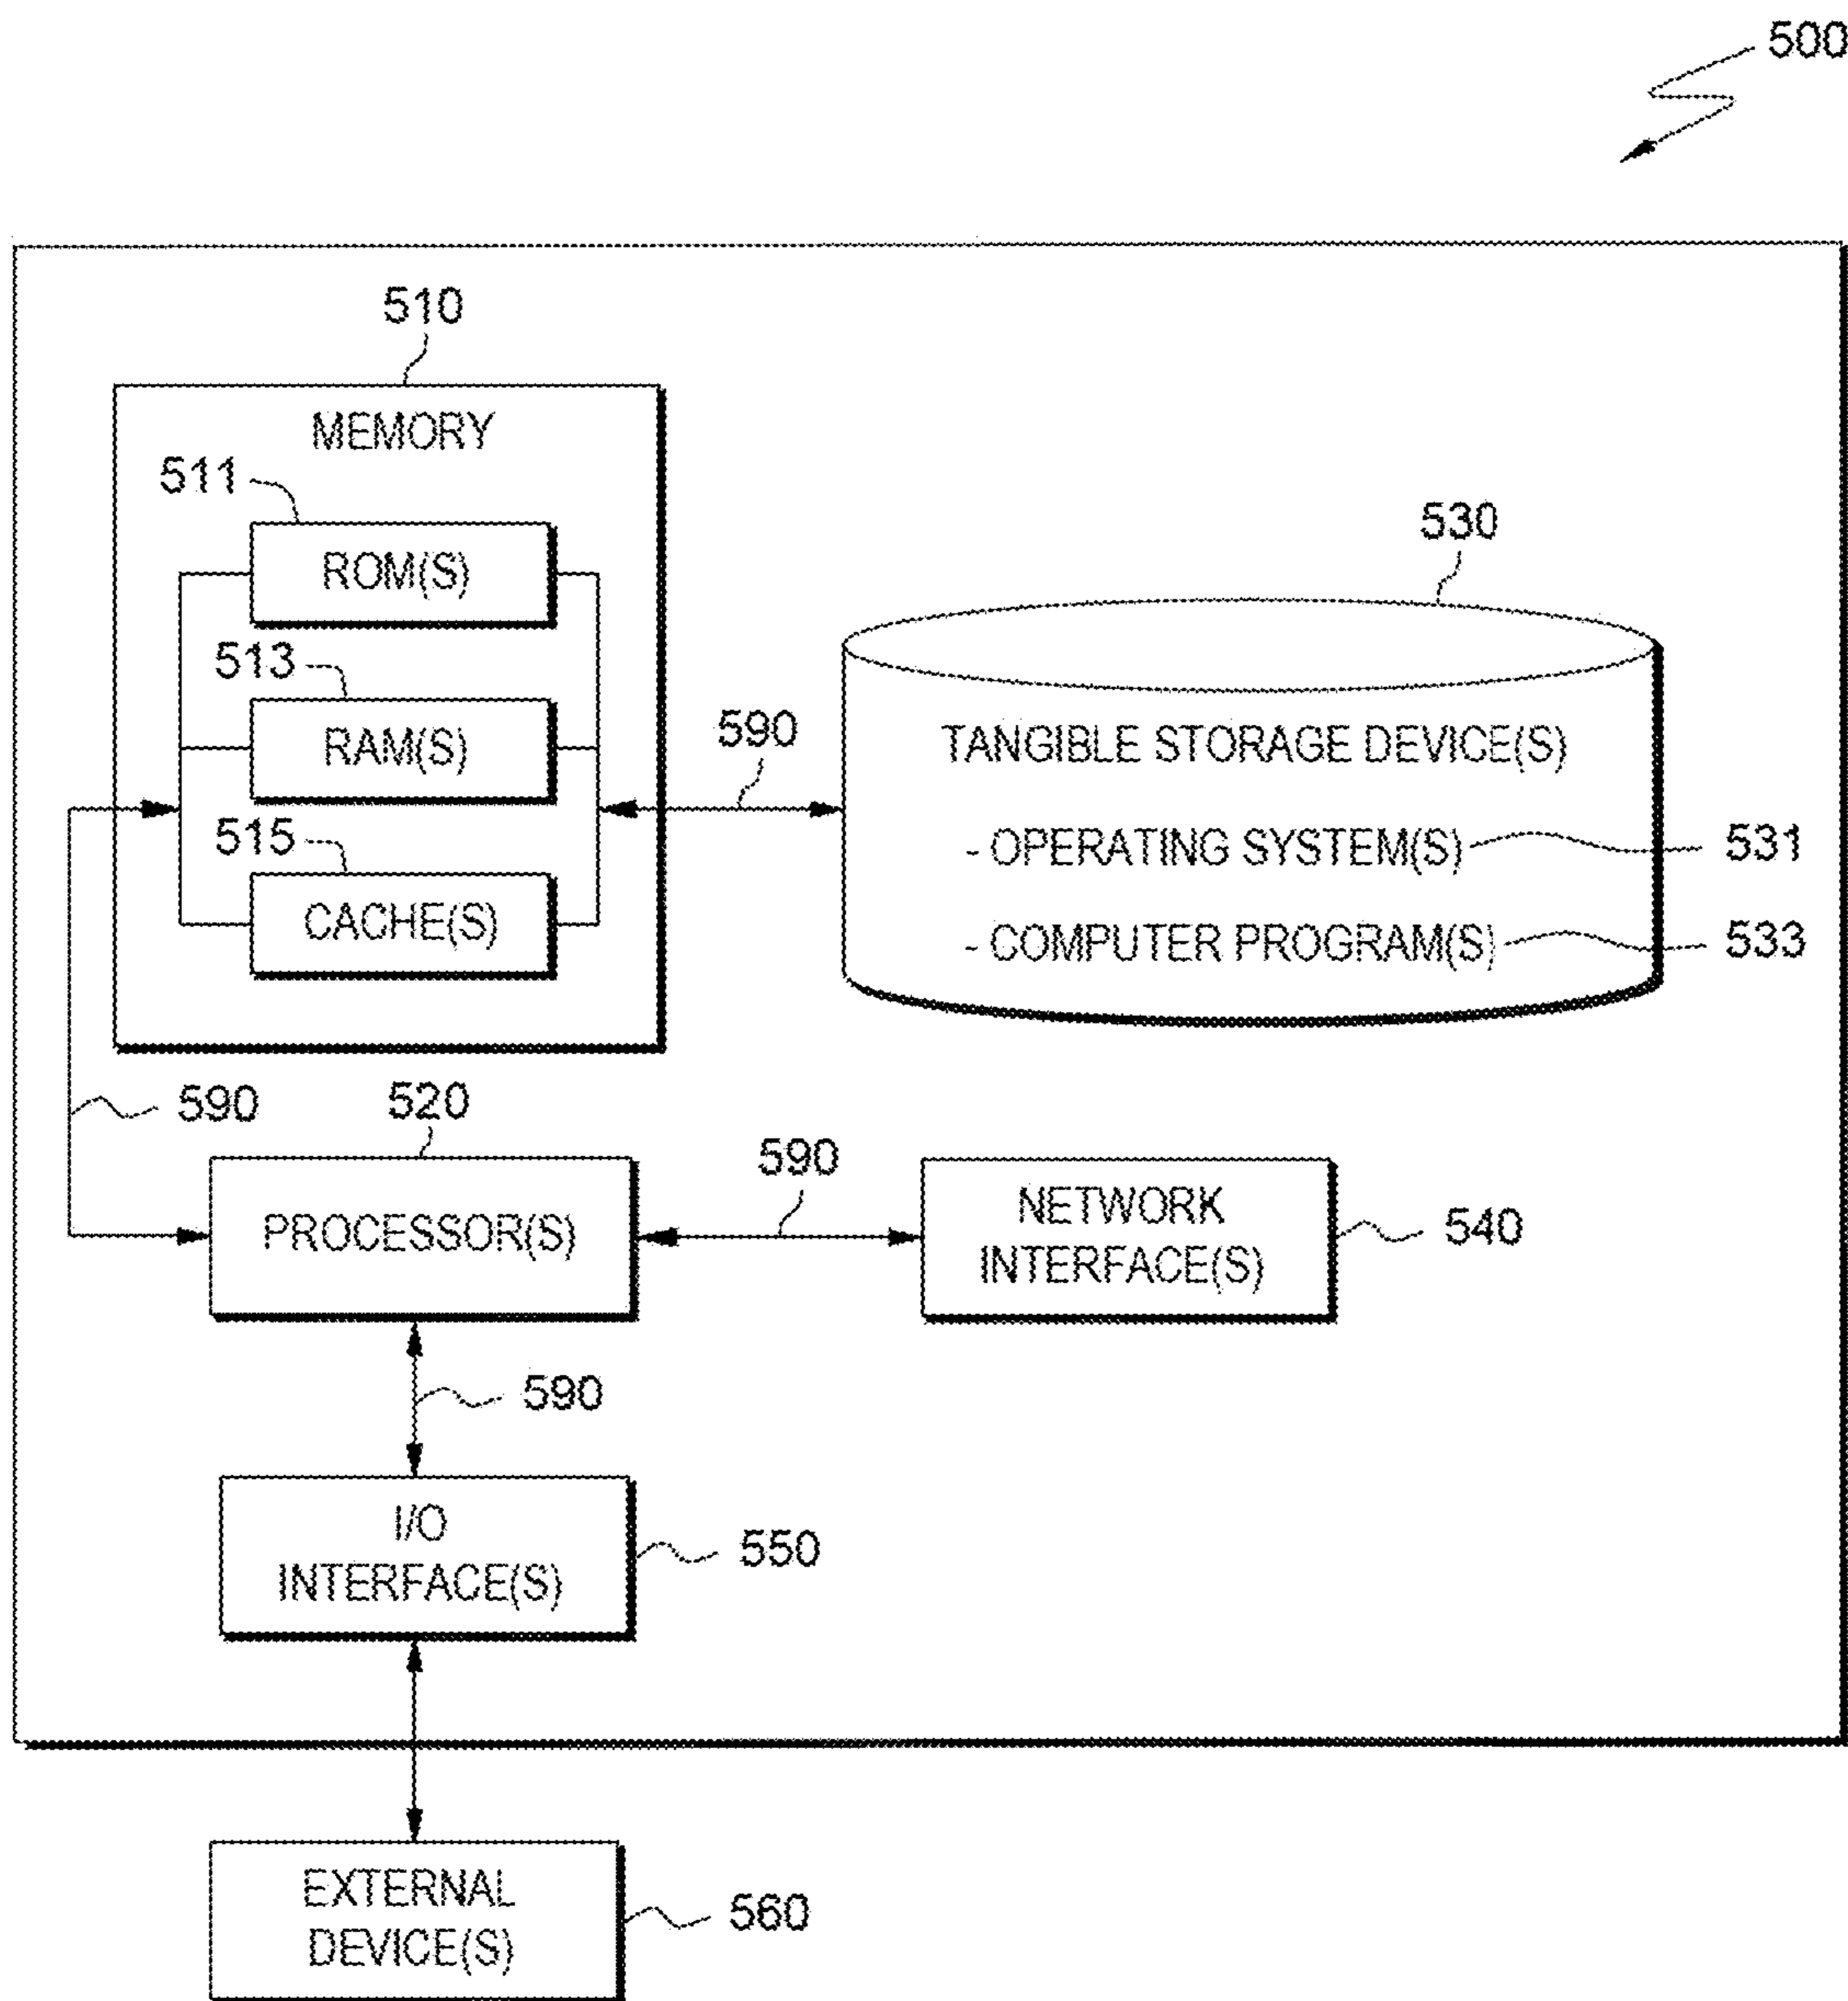 500
510
MEMORY
511
ROM(S)
513
RAM(S)
515
CACHE(S)
590
530
TANGIBLE STORAGE DEVICE(S)
- OPERATING SYSTEM(S)
531
- COMPUTER PROGRAM(S)
533
590
520
PROCESSOR(S)
590
NETWORK
INTERFACE(S)
540
590
I/O
INTERFACE(S)
550
EXTERNAL
DEVICE(S)
560